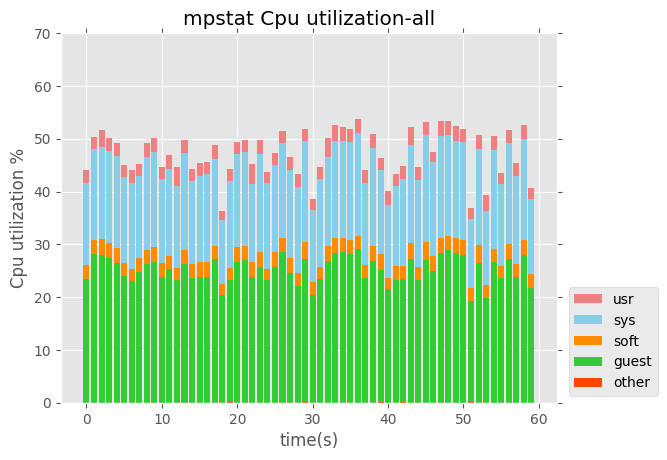 mpstat Cpu utilization-all
Cpu utilization %
70
60
50
40
30
20
10
0
0 10 20 30 40 50 60
time(s)
usr
sys
soft
guest
other